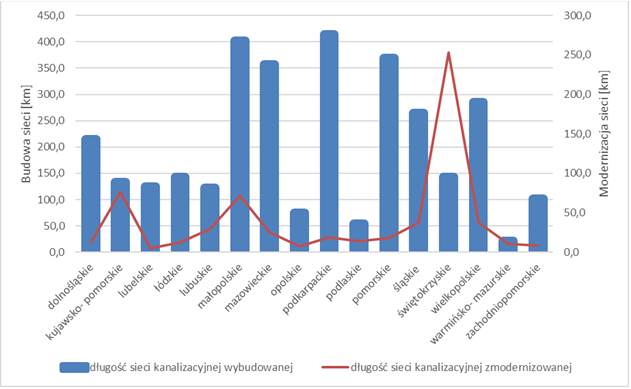 450,0
400,0
350,0
300,0
250,0
200,0
150,0
100,0
50,0
0,0
Budowa sieci [km]
300,0
250,0
200,0
150,0
100,0
50,0
0,0
Modernizacja sieci [km]
dolnośląskie
kujawsko- pomorskie
lubelskie
łódzkie
lubuskie
małopolskie
mazowieckie
opolskie
podkarpackie
podlaskie
pomorskie
śląskie
świętokrzyskie
wielkopolskie
warmińsko- mazurskie
zachodniopomorskie
długość sieci kanalizacyjnej wybudowanej
długość sieci kanalizacyjnej zmodernizowanej